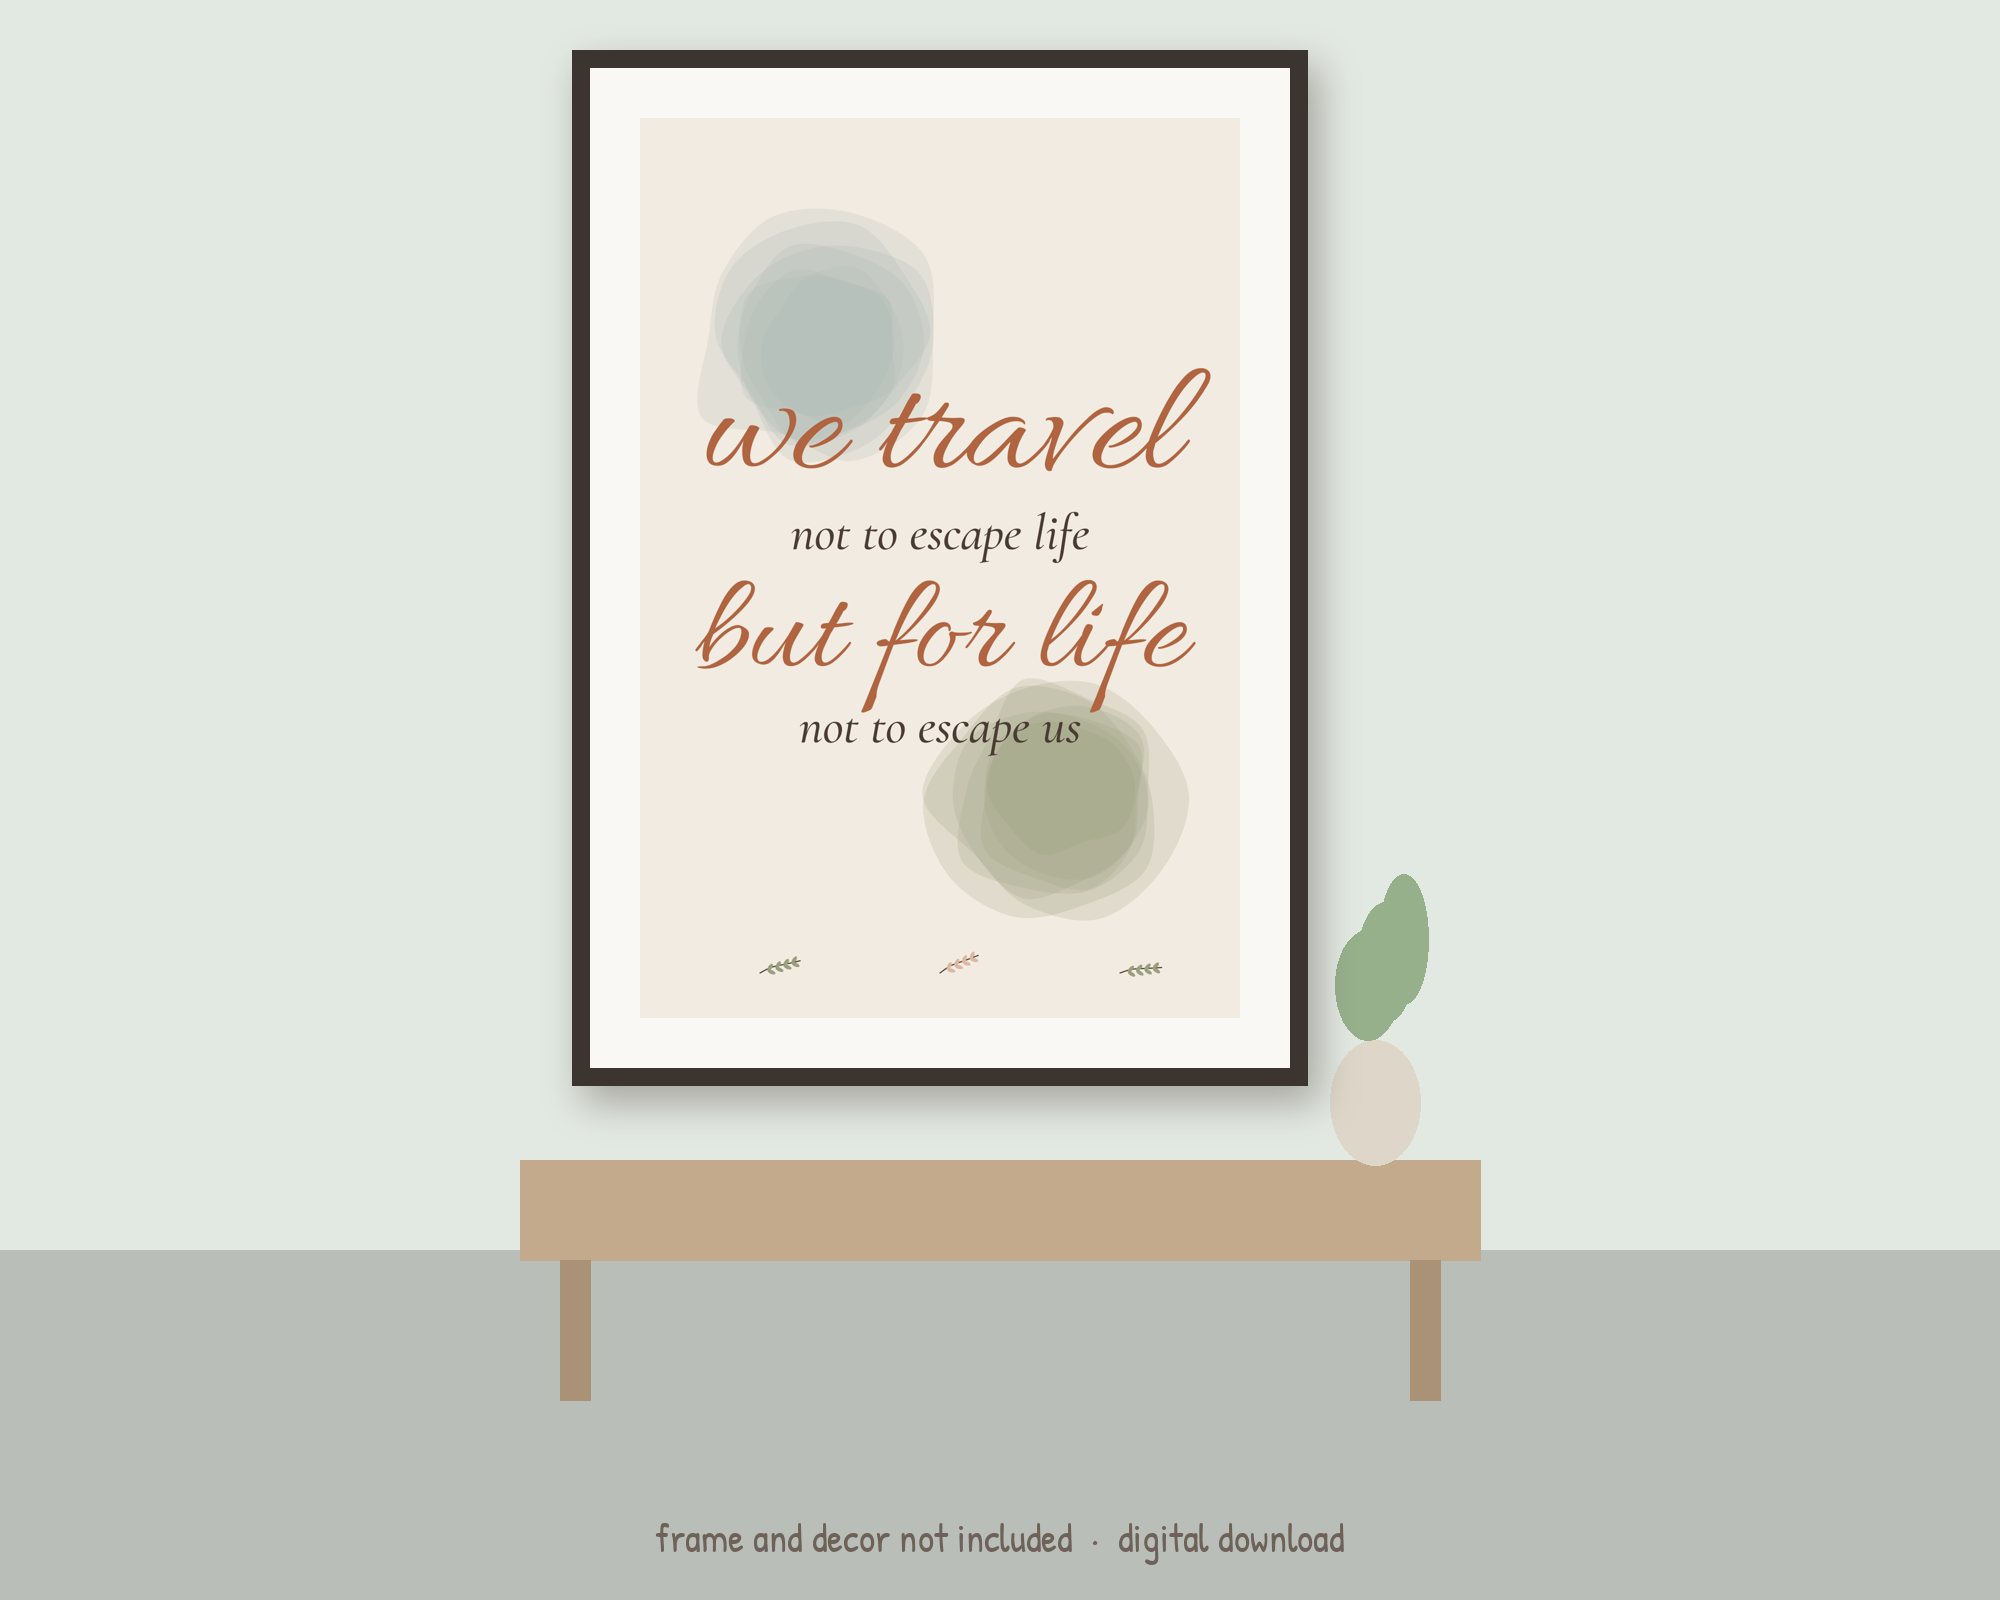 we travel
not to escape life
but for life
not to escape us
frame and decor not included · digital download